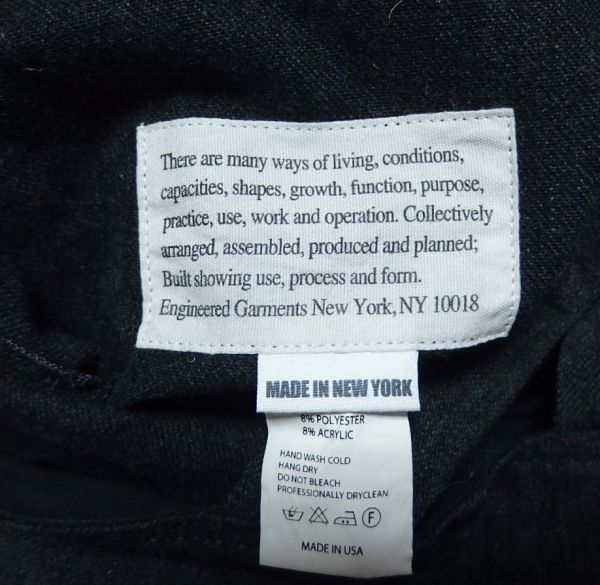 There are many ways of living, conditions,
capacities, shapes, growth, function, purpose,
practice, use, work and operation. Collectively
arranged, assembled, produced and planned;
Built showing use, process and form.
Engineered Garments New York, NY 10018
MADE IN NEW YORK
8% POLYESTER
8% ACRYLIC
HAND WASH COLD
HANG DRY
DO NOT BLEACH
PROFESSIONALLY DRYCLEAN
F
MADE IN USA